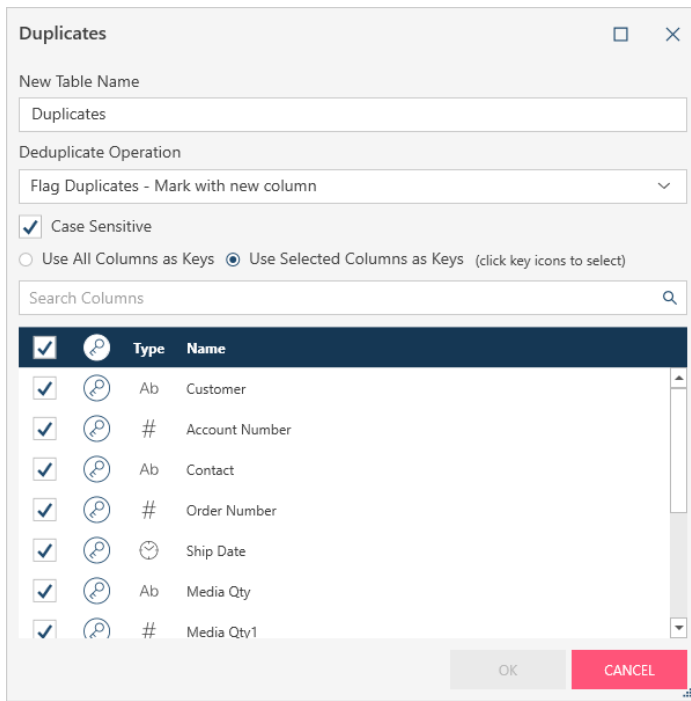 Duplicates
New Table Name
Duplicates
Deduplicate Operation
Flag Duplicates - Mark with new column
Case Sensitive
Use All Columns as Keys Use Selected Columns as Keys (click key icons to select)
Search Columns
Type Name
Ab Customer
# Account Number
Ab Contact
# Order Number
Ship Date
Ab Media Qty
# Media Qty1
OK CANCEL